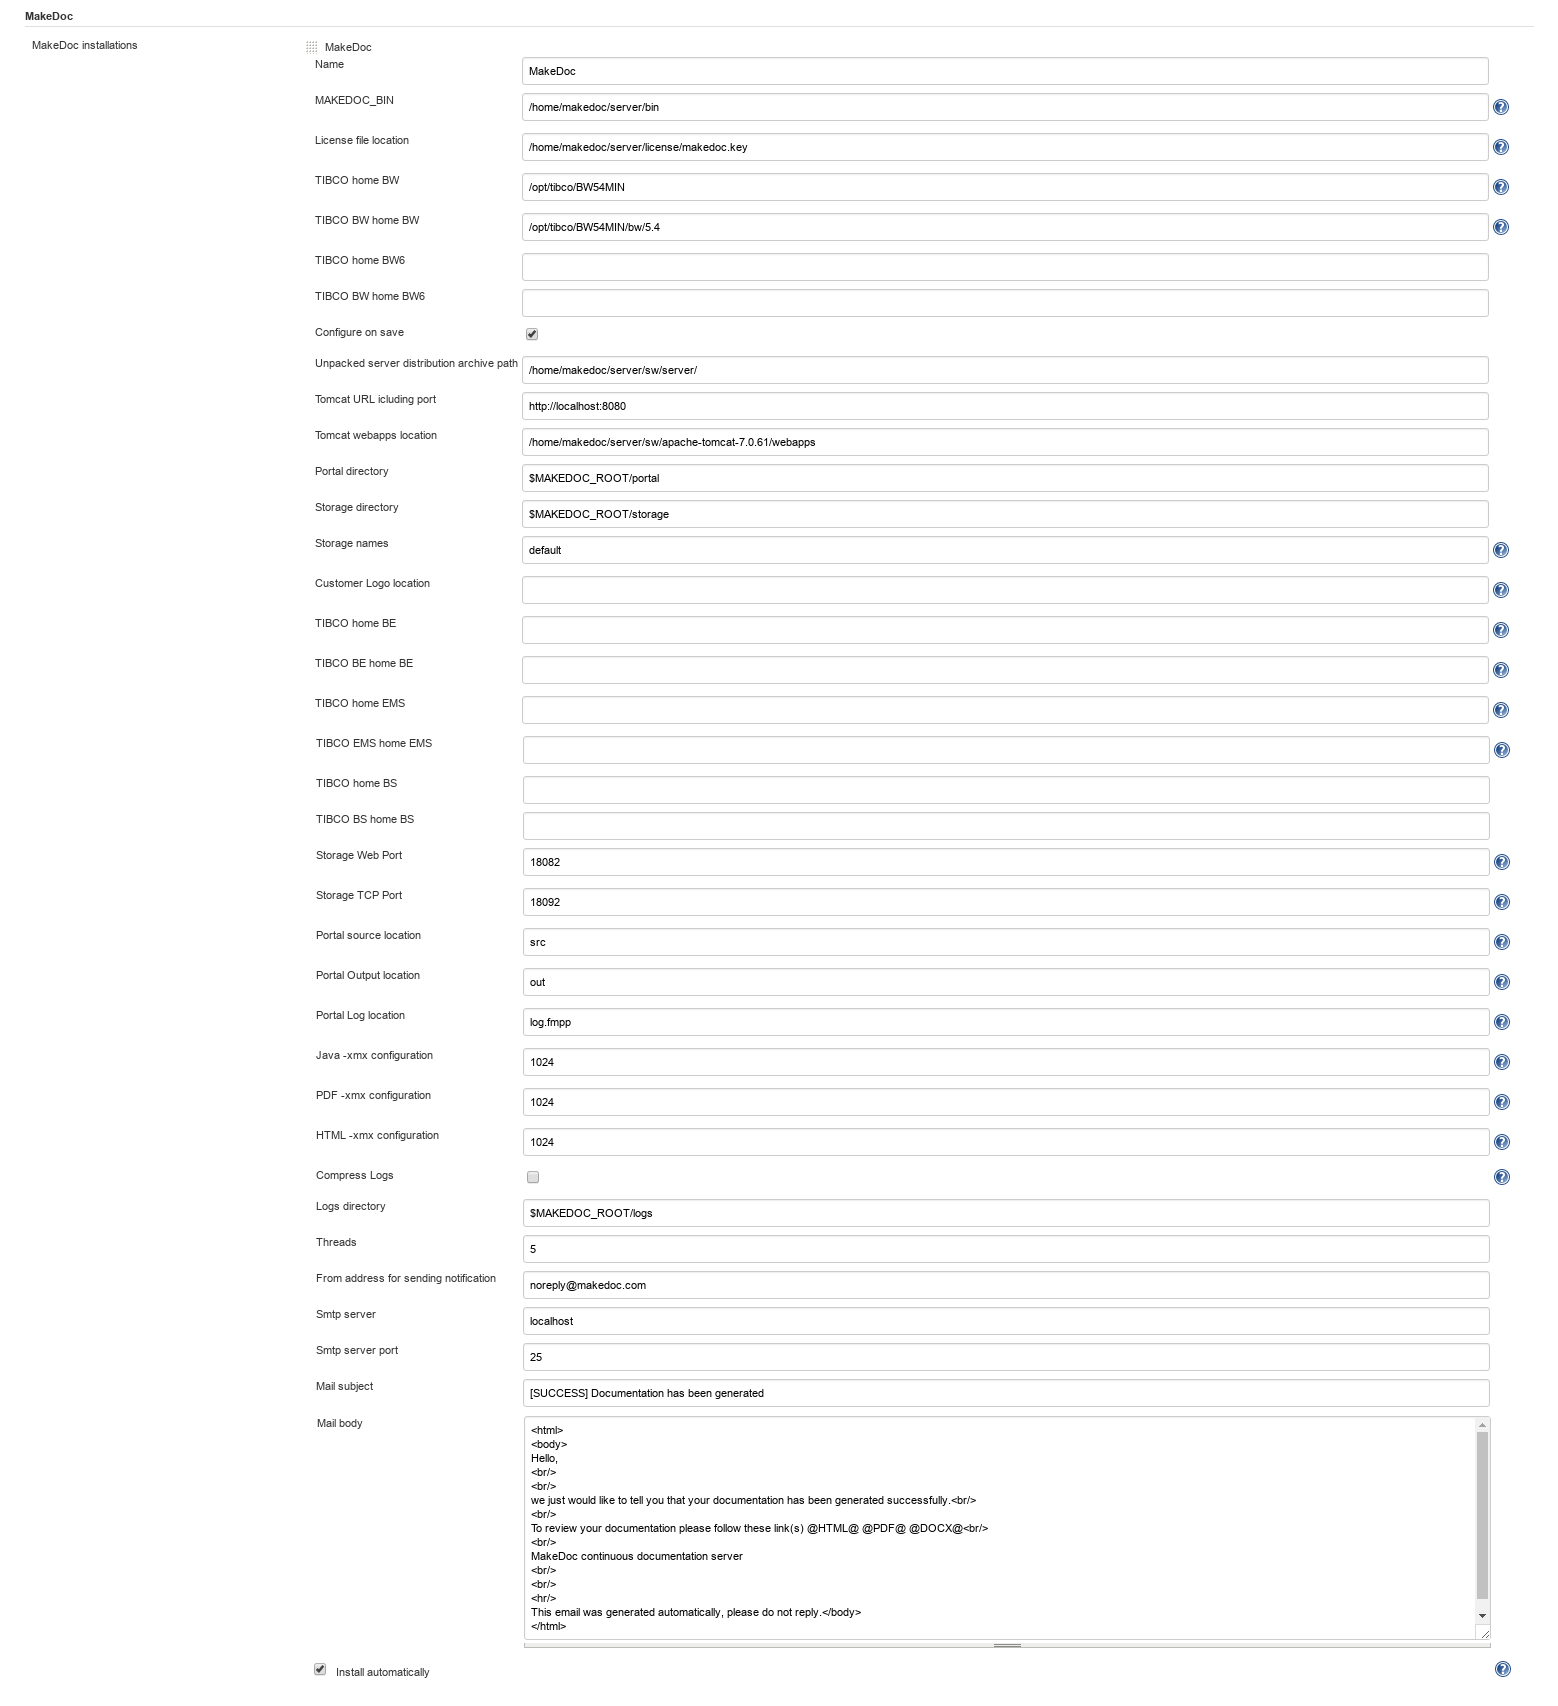 MakeDoc
MakeDoc installations
MakeDoc
Name
MakeDoc
MAKEDOC_BIN
/home/makedoc/server/bin
License file location
/home/makedoc/server/license/makedoc.key
TIBCO home BW
/opt/tibco/BW54MIN
TIBCO BW home BW
/opt/tibco/BW54MIN/bw/5.4
TIBCO home BW6
TIBCO BW home BW6
Configure on save
Unpacked server distribution archive path
/home/makedoc/server/sw/server/
Tomcat URL icluding port
http://localhost:8080
Tomcat webapps location
/home/makedoc/server/sw/apache-tomcat-7.0.61/webapps
Portal directory
$MAKEDOC_ROOT/portal
Storage directory
$MAKEDOC_ROOT/storage
Storage names
default
Customer Logo location
TIBCO home BE
TIBCO BE home BE
TIBCO home EMS
TIBCO EMS home EMS
TIBCO home BS
TIBCO BS home BS
Storage Web Port
18082
Storage TCP Port
18092
Portal source location
src
Portal Output location
out
Portal Log location
log.fmpp
Java -xmx configuration
1024
PDF -xmx configuration
1024
HTML -xmx configuration
1024
Compress Logs
Logs directory
$MAKEDOC_ROOT/logs
Threads
5
From address for sending notification
noreply@makedoc.com
Smtp server
localhost
Smtp server port
25
Mail subject
[SUCCESS] Documentation has been generated
Mail body
<html>
<body>
Hello,
<br/>
<br/>
we just would like to tell you that your documentation has been generated successfully.<br/>
<br/>
To review your documentation please follow these link(s) @HTML@ @PDF@ @DOCX@<br/>
<br/>
MakeDoc continuous documentation server
<br/>
<br/>
<hr/>
This email was generated automatically, please do not reply.</body>
</html>
Install automatically